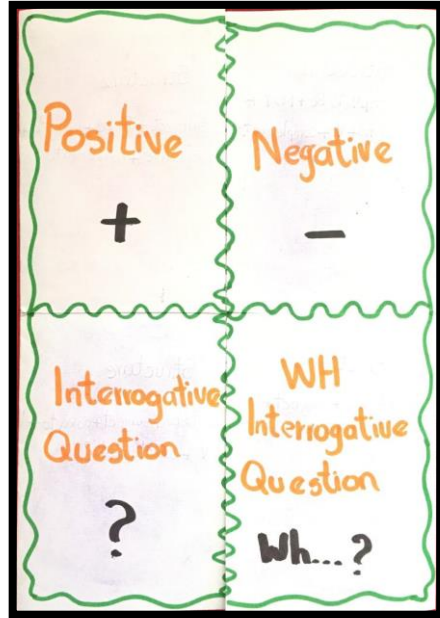 Positive
+
Negative
-
Interrogative
Question
?
WH
Interrogative
Question
Wh...?